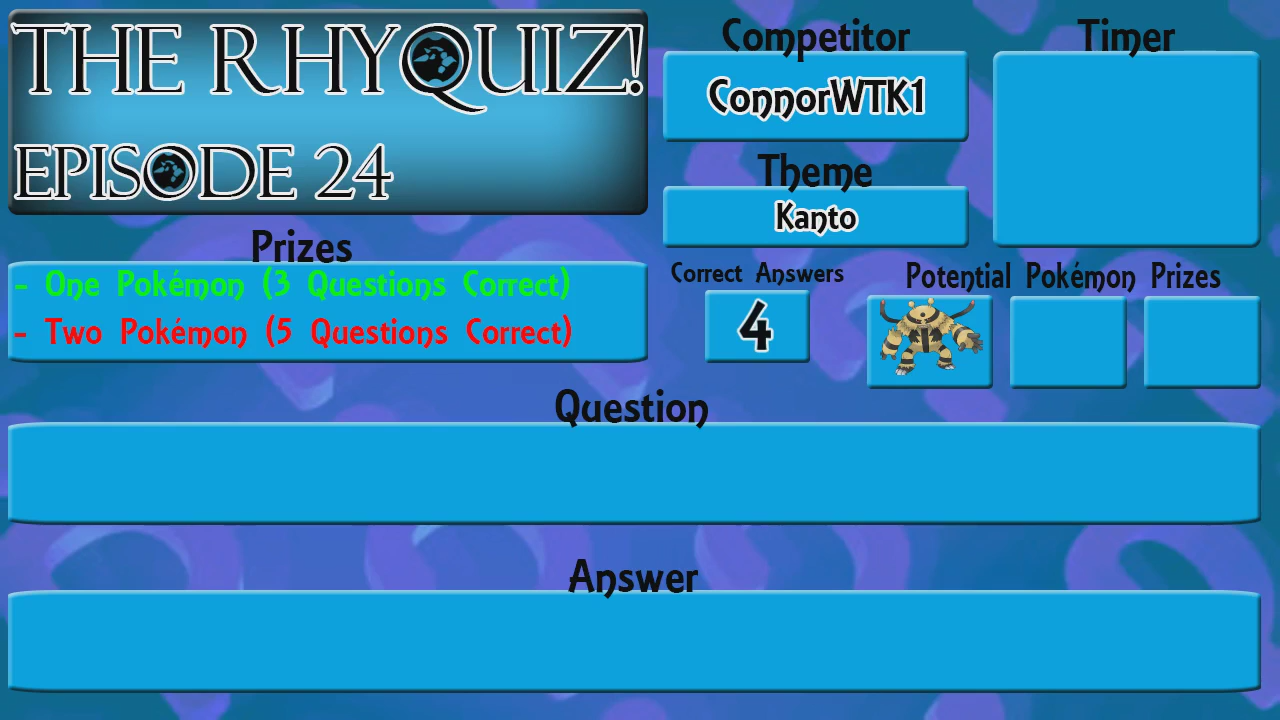 THE RHYQUIZ!
EPISODE 24
Competitor
ConnorWTK1
Timer
Theme
Kanto
Prizes
- One Pokémon (3 Questions Correct)
- Two Pokémon (5 Questions Correct)
Correct Answers
4
Potential Pokémon Prizes
Question
Answer